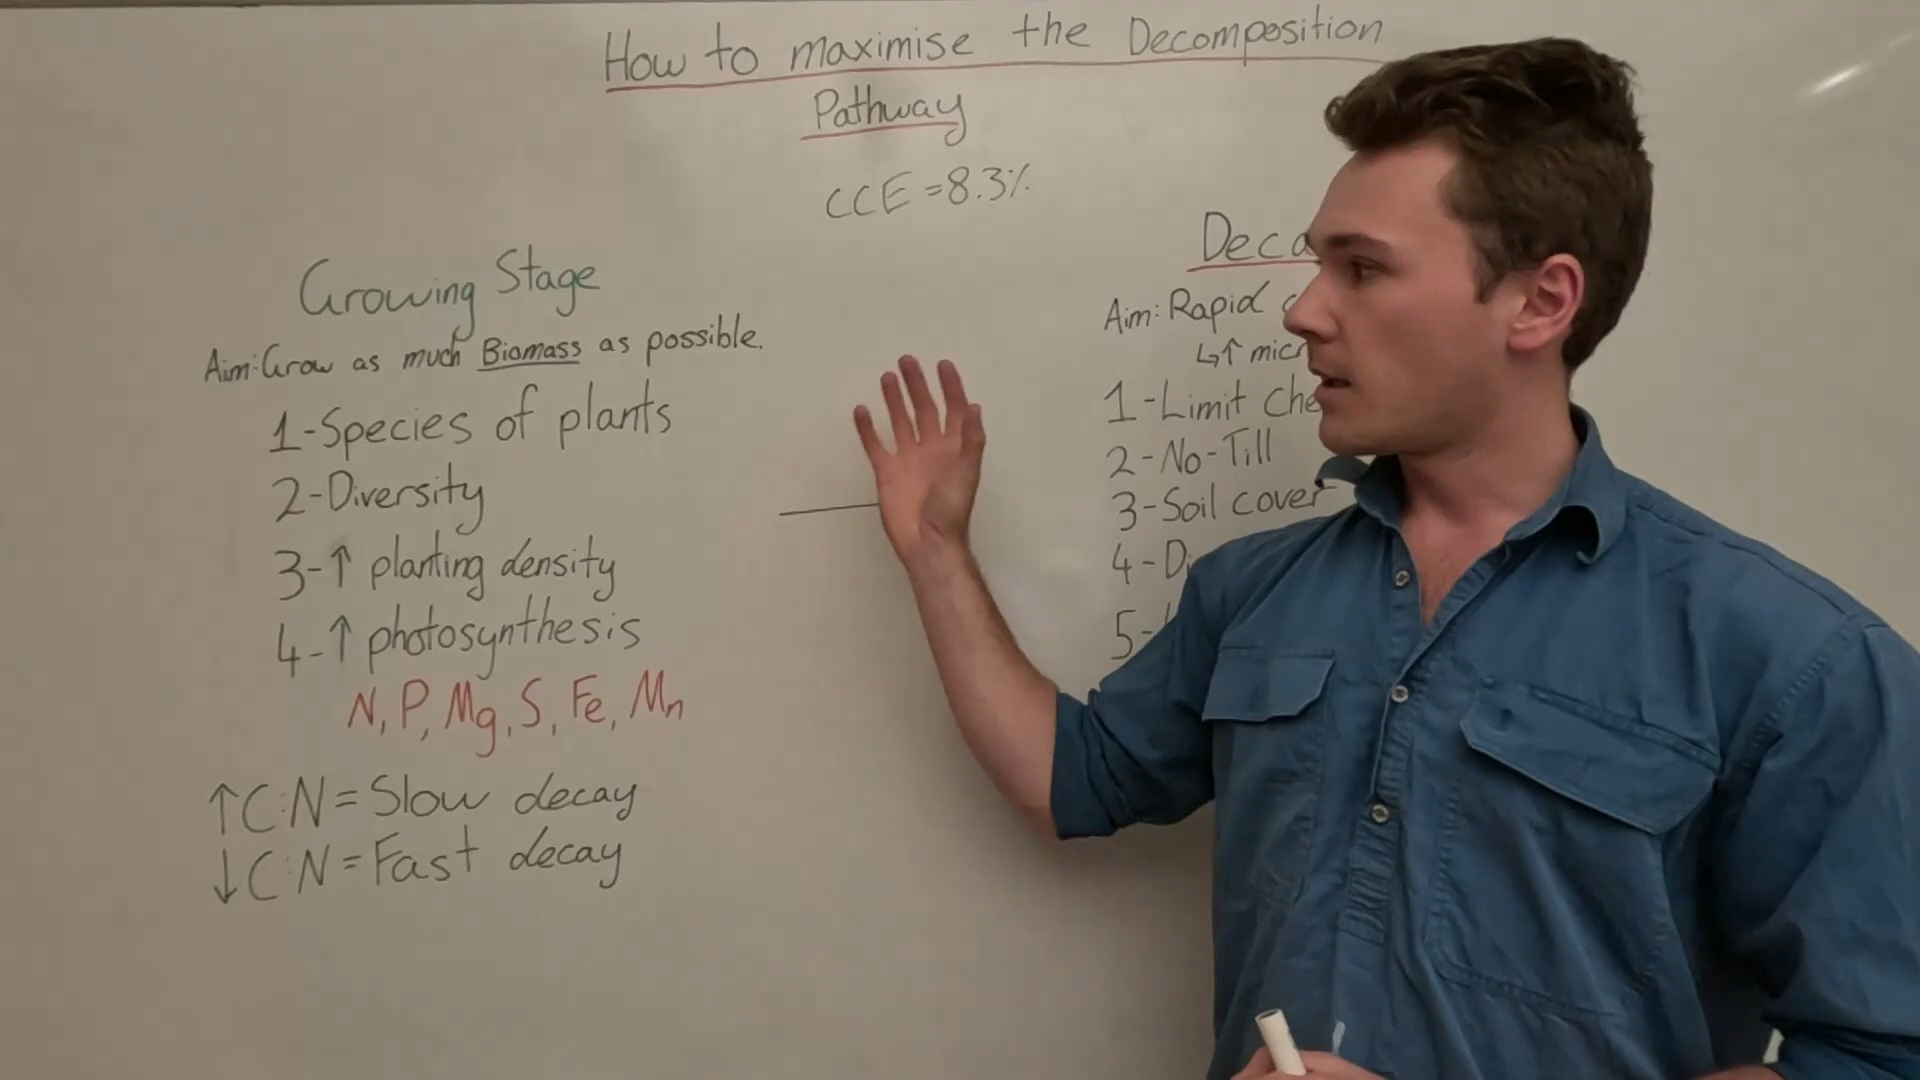 How to maximise the Decomposition
Pathway
CCE = 8.3%
Growing Stage
Aim: Grow as much Biomass as possible.
1-Species of plants
2-Diversity
3-↑ planting density
4-↑ photosynthesis
N, P, Mg, S, Fe, Mn
↑C:N = Slow decay
↓C:N = Fast decay
Aim: Rapid
↳↑
1-Limit
2-No-Till
3-Soil cover
4-
5-